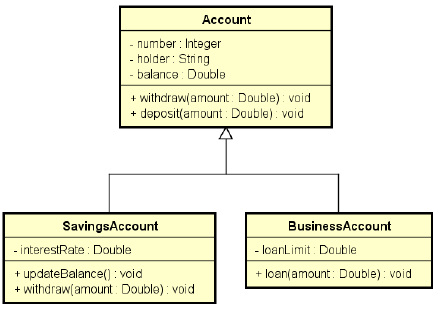 Account
- number : Integer
- holder : String
- balance : Double
+ withdraw(amount : Double) : void
+ deposit(amount : Double) : void
SavingsAccount
- interestRate : Double
+ updateBalance() : void
+ withdraw(amount : Double) : void
BusinessAccount
- loanLimit : Double
+ loan(amount : Double) : void